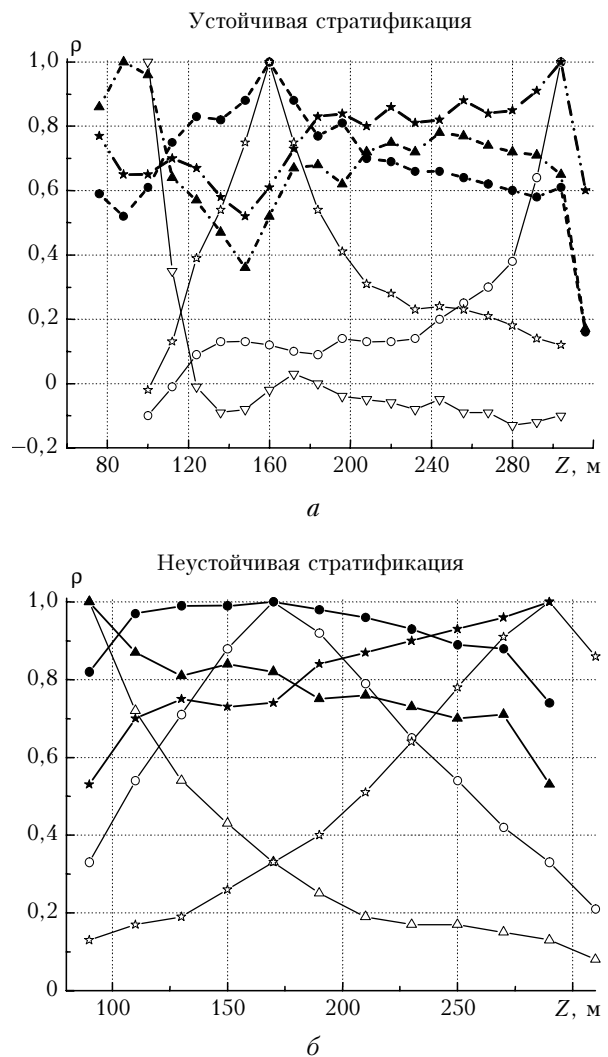 Устойчивая стратификация
ρ
1,0
0,8
0,6
0,4
0,2
0
−0,2
80 120 160 200 240 280 Z, м
а
Неустойчивая стратификация
ρ
1,0
0,8
0,6
0,4
0,2
0
100 150 200 250 Z, м
б